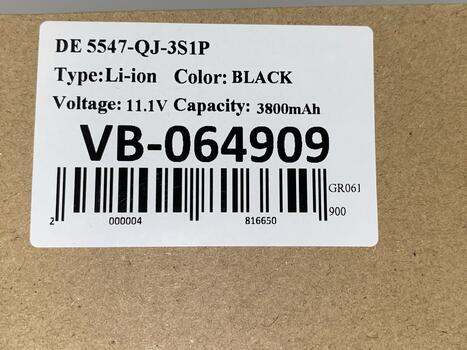 DE 5547-QJ-3S1P
Type:Li-ion Color: BLACK
Voltage: 11.1V Capacity: 3800mAh
VB-064909
GR061
900
2 000004 816650